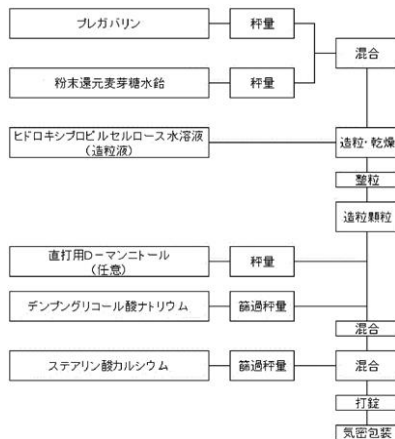 プレガバリン
秤量
混合
粉末還元麦芽糖水飴
秤量
ヒドロキシプロピルセルロース水溶液
(造粒液)
造粒・乾燥
整粒
造粒顆粒
直打用D－マンニトール
(任意)
秤量
デンプングリコール酸ナトリウム
篩過秤量
混合
ステアリン酸カルシウム
篩過秤量
混合
打錠
気密包装